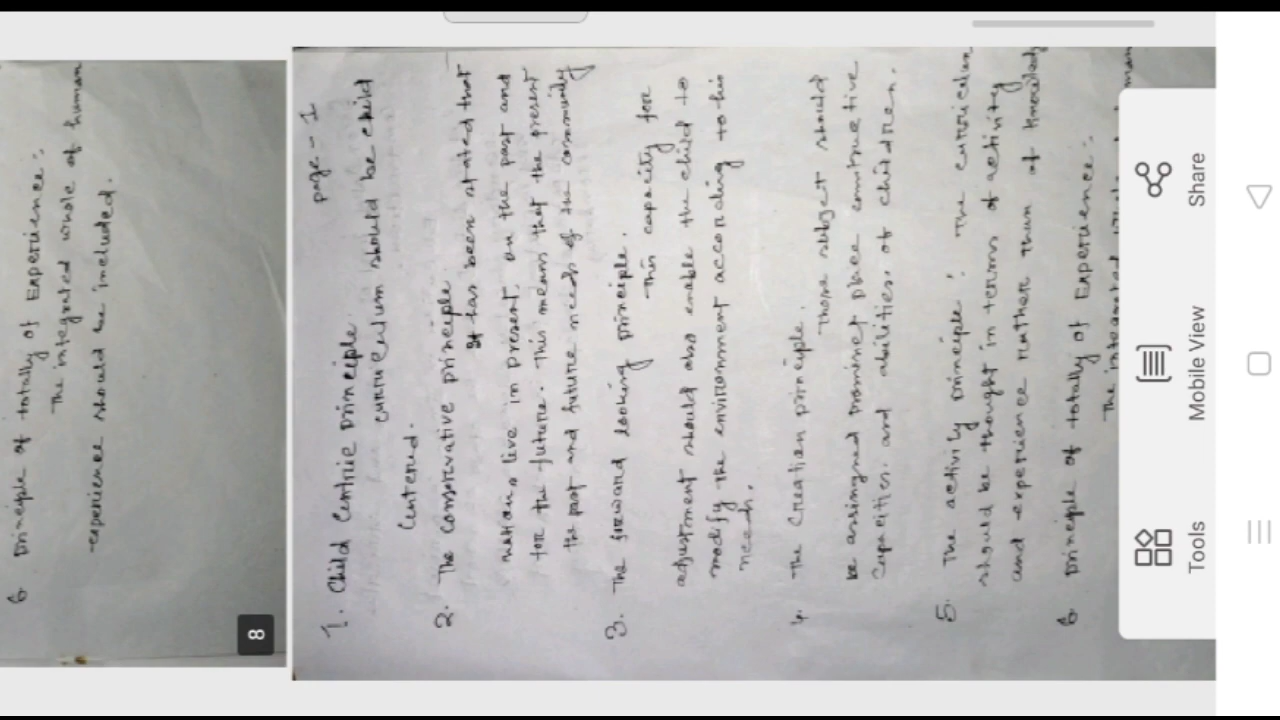 6. Principle of totally of Experience:
The integrated whole of human
experience should be included.
8
page-1
1. Child Centric principle.
curriculum should be child
Centered.
2. The conservative principle
It has been stated that
nations live in present, on the past and
for the future. This means that the present
the past and future needs of the community
3. The forward looking principle.
This capacity for
adjustment should also enable the child to
modify the environment according to his
need.
4. The Creation principle.
Those subject should
be assigned prominet place constructive
Capacities and abilities of children.
5. The activity principle: The curriculum
should be thought in terms of activity
and experience rather than of knowledg
6. Principle of totally of Experience:
The integrated
Tools
Mobile View
Share